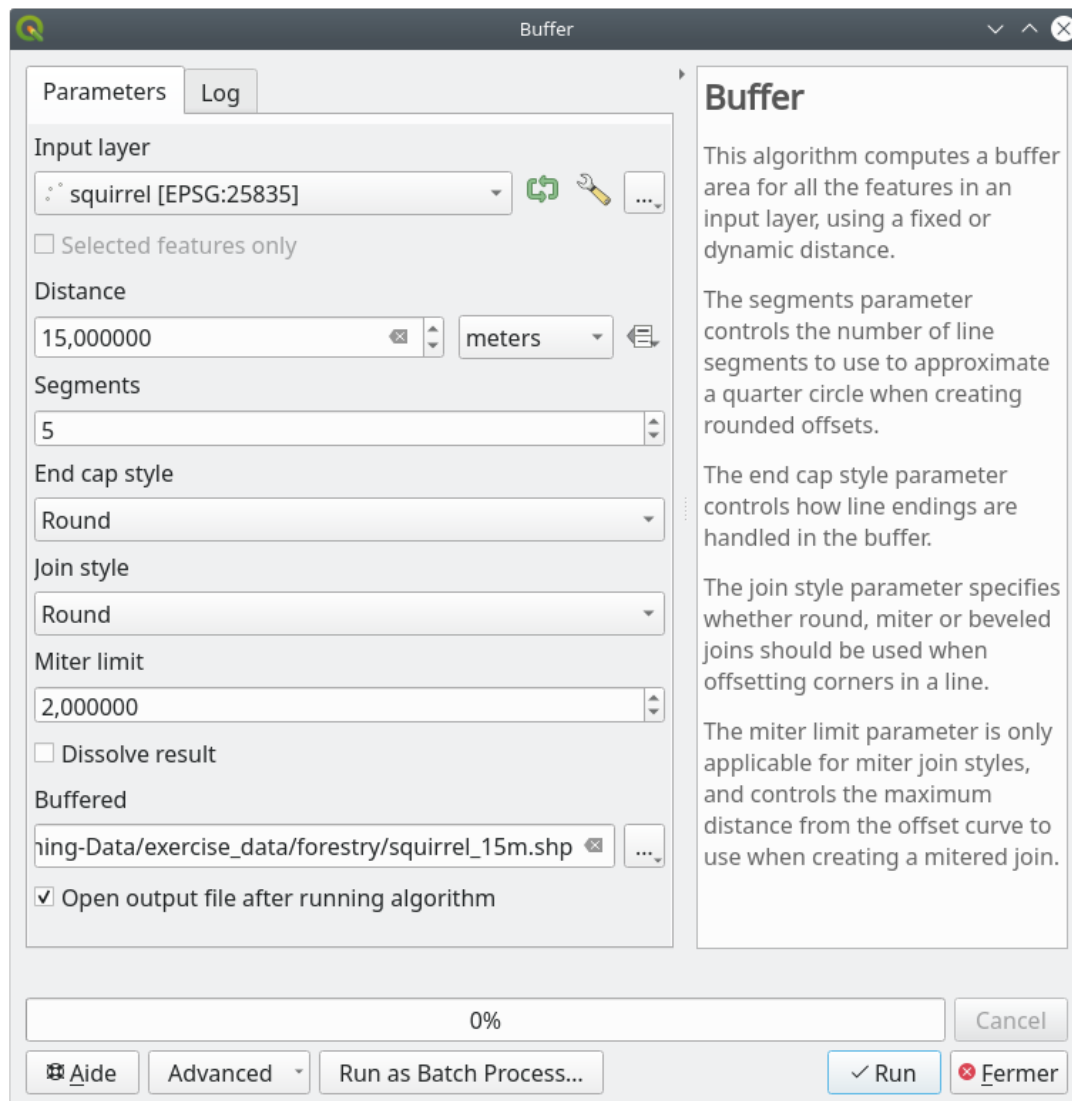 Buffer
Parameters
Log
Input layer
squirrel [EPSG:25835]
...
Selected features only
Distance
15,000000
meters
Segments
5
End cap style
Round
Join style
Round
Miter limit
2,000000
Dissolve result
Buffered
ning-Data/exercise_data/forestry/squirrel_15m.shp
...
Open output file after running algorithm
Buffer
This algorithm computes a buffer
area for all the features in an
input layer, using a fixed or
dynamic distance.
The segments parameter
controls the number of line
segments to use to approximate
a quarter circle when creating
rounded offsets.
The end cap style parameter
controls how line endings are
handled in the buffer.
The join style parameter specifies
whether round, miter or beveled
joins should be used when
offsetting corners in a line.
The miter limit parameter is only
applicable for miter join styles,
and controls the maximum
distance from the offset curve to
use when creating a mitered join.
0%
Cancel
Aide
Advanced
Run as Batch Process...
Run
Fermer